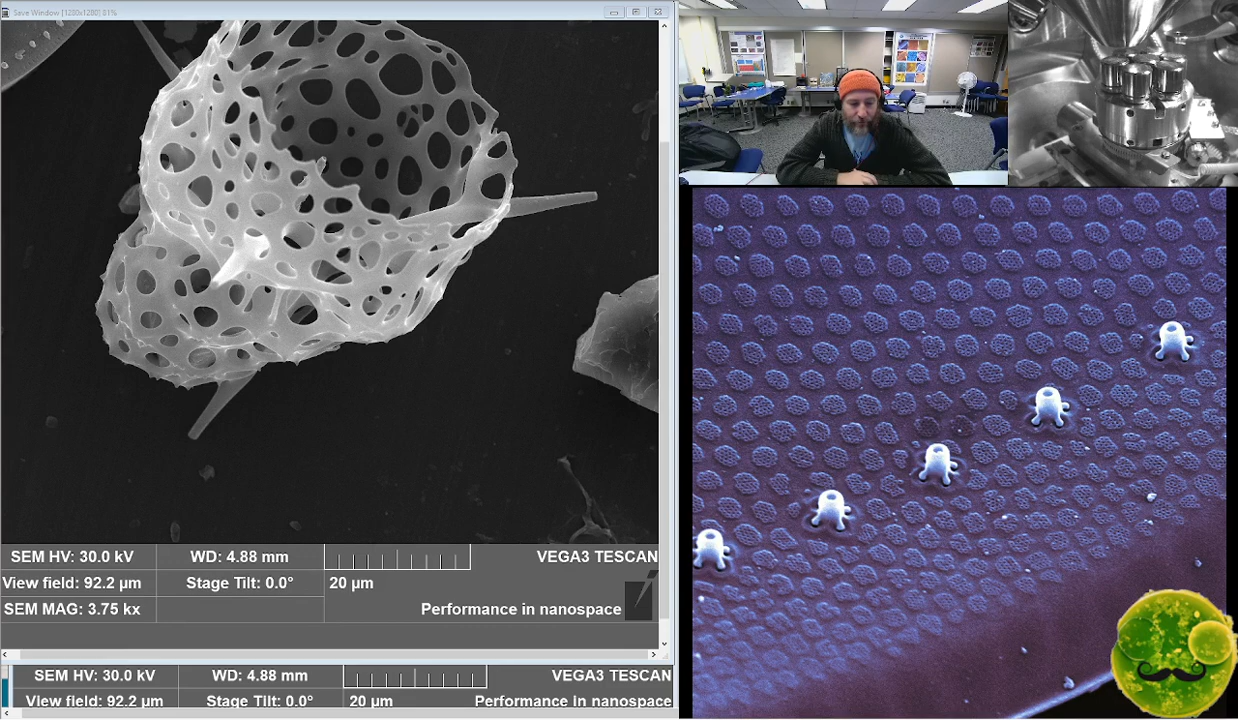 Save Window [1280x1280] 81%
SEM HV: 30.0 kV
WD: 4.88 mm
VEGA3 TESCAN
View field: 92.2 µm
Stage Tilt: 0.0°
20 µm
SEM MAG: 3.75 kx
Performance in nanospace
SEM HV: 30.0 kV
WD: 4.88 mm
VEGA3 TESCAN
View field: 92.2 µm
Stage Tilt: 0.0°
20 µm
Performance in nanospace